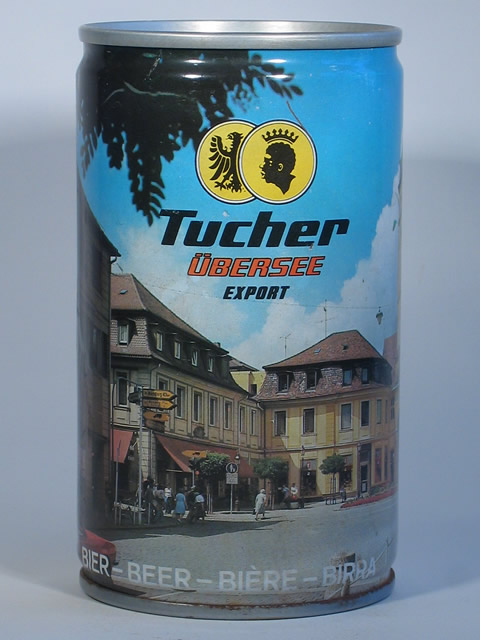 Tucher
ÜBERSEE
EXPORT
BIER – BEER – BIÈRE – BIRRA